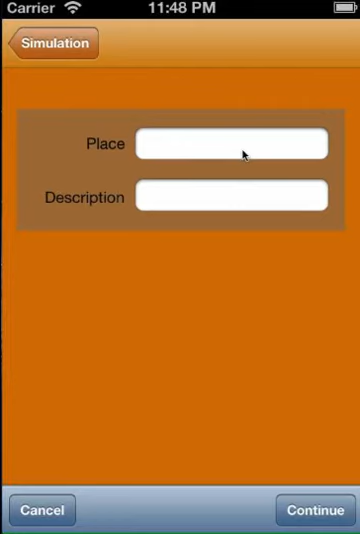 Carrier 11:48 PM
Simulation
Place
Description
Cancel Continue